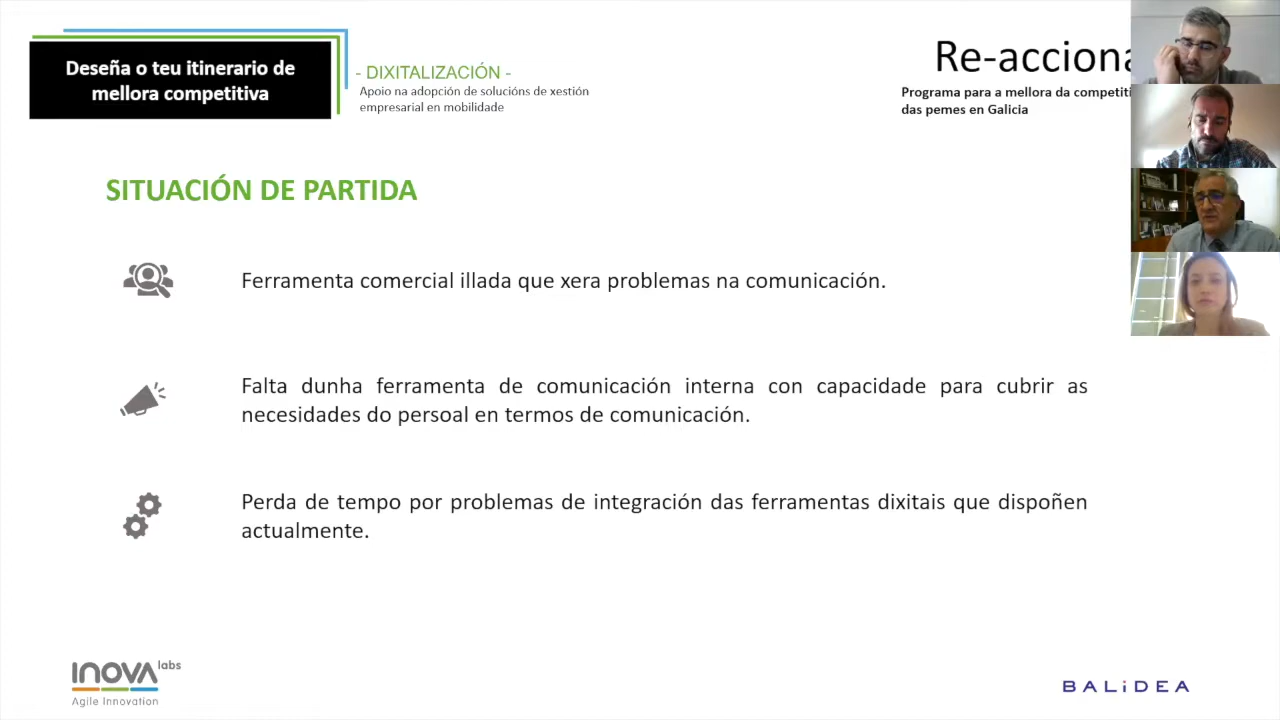 Deseña o teu itinerario de
mellora competitiva
- DIXITALIZACIÓN -
Apoio na adopción de solucións de xestión
empresarial en mobilidade
Re-acciona
Programa para a mellora da competiti
das pemes en Galicia
SITUACIÓN DE PARTIDA
Ferramenta comercial illada que xera problemas na comunicación.
Falta dunha ferramenta de comunicación interna con capacidade para cubrir as
necesidades do persoal en termos de comunicación.
Perda de tempo por problemas de integración das ferramentas dixitais que dispoñen
actualmente.
INOVA labs
Agile Innovation
BALiDEA